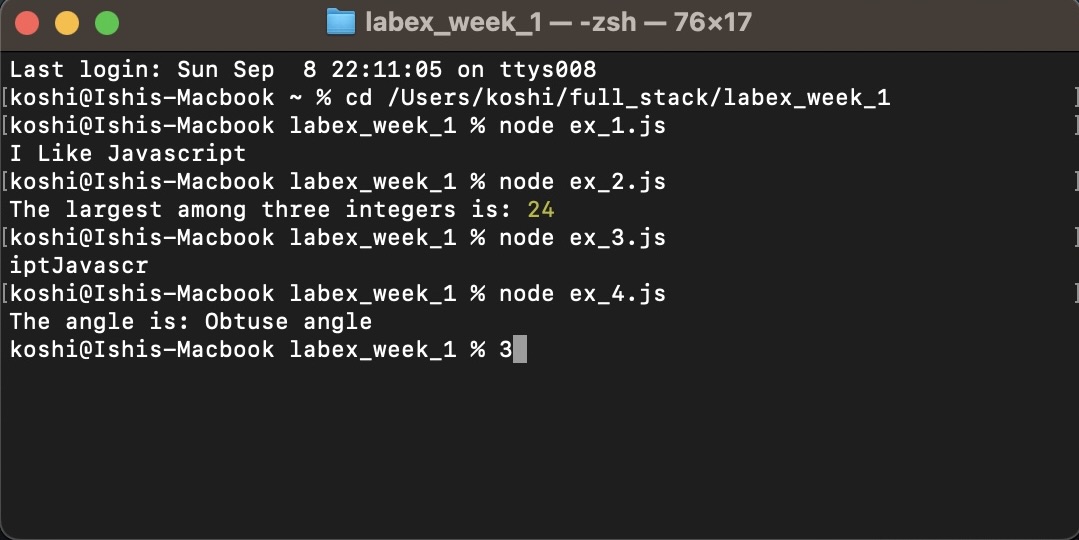 labex_week_1 — -zsh — 76×17
Last login: Sun Sep  8 22:11:05 on ttys008
[koshi@Ishis-Macbook ~ % cd /Users/koshi/full_stack/labex_week_1 ]
[koshi@Ishis-Macbook labex_week_1 % node ex_1.js ]
I Like Javascript
[koshi@Ishis-Macbook labex_week_1 % node ex_2.js ]
The largest among three integers is: 24
[koshi@Ishis-Macbook labex_week_1 % node ex_3.js ]
iptJavascr
[koshi@Ishis-Macbook labex_week_1 % node ex_4.js ]
The angle is: Obtuse angle
koshi@Ishis-Macbook labex_week_1 % 3